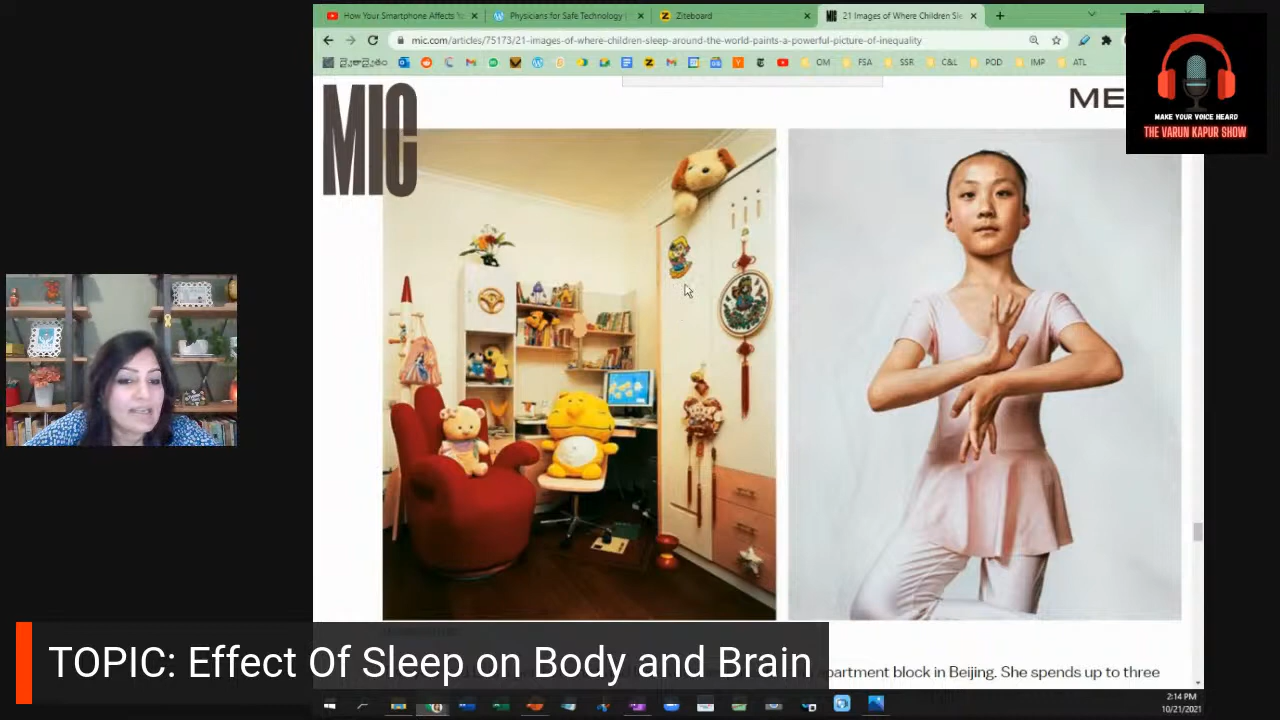 How Your Smartphone Affects
Physicians for Safe Technology |
Ziteboard
21 Images of Where Children Sle
mic.com/articles/75173/21-images-of-where-children-sleep-around-the-world-paints-a-powerful-picture-of-inequality
OM
FSA
SSR
C&L
POD
IMP
ATL
MIC
ME
MAKE YOUR VOICE HEARD
THE VARUN KAPUR SHOW
TOPIC: Effect Of Sleep on Body and Brain
apartment block in Beijing. She spends up to three
2:14 PM
10/21/2021